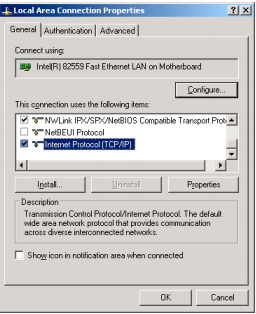 Local Area Connection Properties
General Authentication Advanced
Connect using:
Intel(R) 82559 Fast Ethernet LAN on Motherboard
Configure...
This connection uses the following items:
NWLink IPX/SPX/NetBIOS Compatible Transport Proto
NetBEUI Protocol
Internet Protocol (TCP/IP)
Install...
Uninstall
Properties
Description
Transmission Control Protocol/Internet Protocol. The default
wide area network protocol that provides communication
across diverse interconnected networks.
Show icon in notification area when connected
OK
Cancel